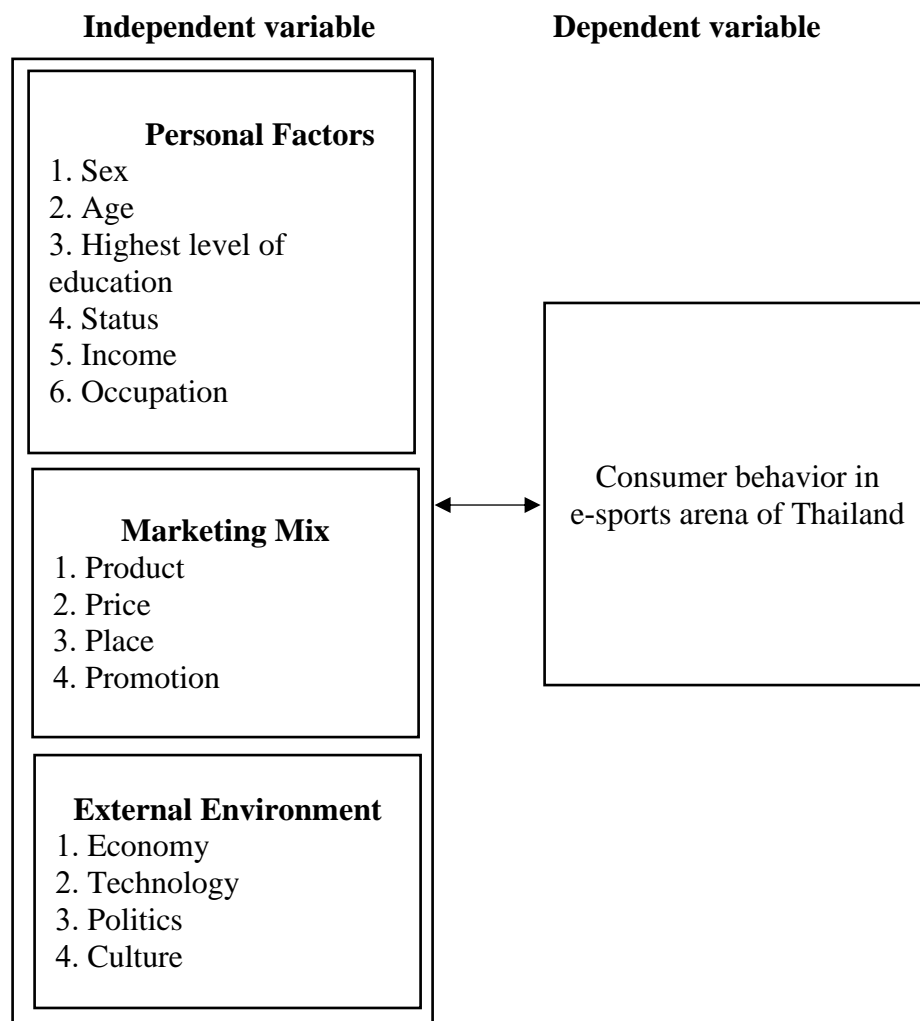 Independent variable
Dependent variable
Personal Factors
1. Sex
2. Age
3. Highest level of
education
4. Status
5. Income
6. Occupation
Marketing Mix
1. Product
2. Price
3. Place
4. Promotion
External Environment
1. Economy
2. Technology
3. Politics
4. Culture
Consumer behavior in
e-sports arena of Thailand